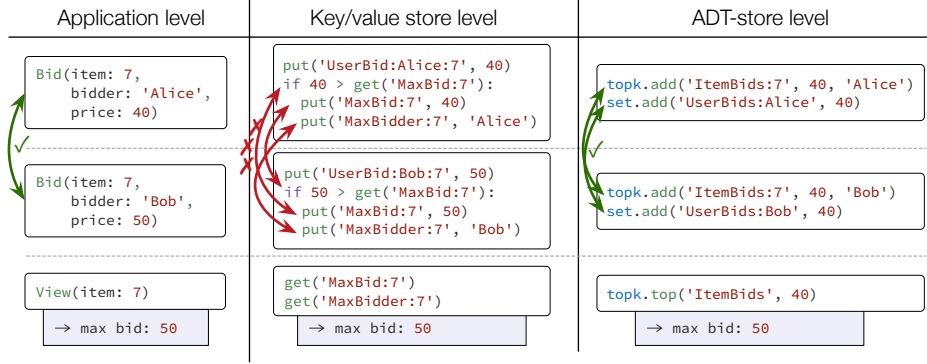 Application level
Key/value store level
ADT-store level
Bid(item: 7,
bidder: 'Alice',
price: 40)
put('UserBid:Alice:7', 40)
if 40 > get('MaxBid:7'):
put('MaxBid:7', 40)
put('MaxBidder:7', 'Alice')
topk.add('ItemBids:7', 40, 'Alice')
set.add('UserBids:Alice', 40)
✓
✗
✗
✗
✓
Bid(item: 7,
bidder: 'Bob',
price: 50)
put('UserBid:Bob:7', 50)
if 50 > get('MaxBid:7'):
put('MaxBid:7', 50)
put('MaxBidder:7', 'Bob')
topk.add('ItemBids:7', 40, 'Bob')
set.add('UserBids:Bob', 40)
View(item: 7)
→ max bid: 50
get('MaxBid:7')
get('MaxBidder:7')
→ max bid: 50
topk.top('ItemBids', 40)
→ max bid: 50